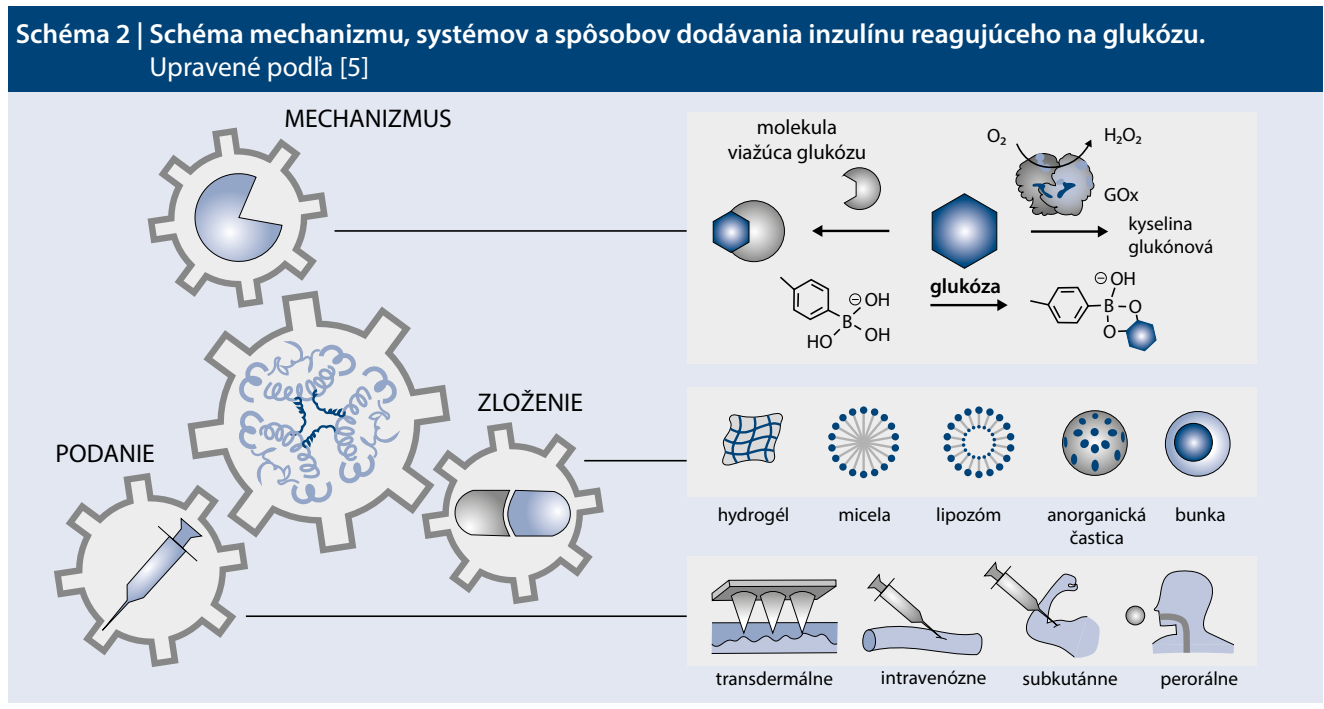 Schéma 2 | Schéma mechanizmu, systémov a spôsobov dodávania inzulínu reagujúceho na glukózu.
Upravené podľa [5]
MECHANIZMUS
molekula
viažúca glukózu
O₂
H₂O₂
GOx
kyselina
glukónová
glukóza
⊖OH
B
OH
HO
⊖OH
B
O
O
ZLOŽENIE
hydrogél
micela
lipozóm
anorganická
častica
bunka
PODANIE
transdermálne
intravenózne
subkutánne
perorálne